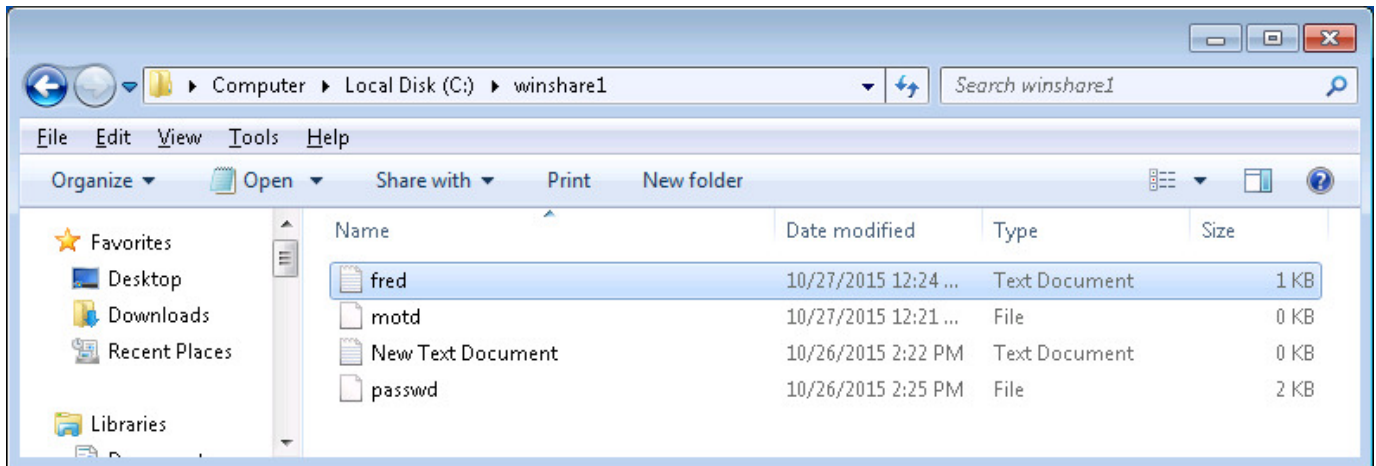 Computer Local Disk (C:) winshare1 Search winshare1
File Edit View Tools Help
Organize Open Share with Print New folder
Favorites
Desktop
Downloads
Recent Places
Libraries
Name Date modified Type Size
fred 10/27/2015 12:24 ... Text Document 1 KB
motd 10/27/2015 12:21 ... File 0 KB
New Text Document 10/26/2015 2:22 PM Text Document 0 KB
passwd 10/26/2015 2:25 PM File 2 KB